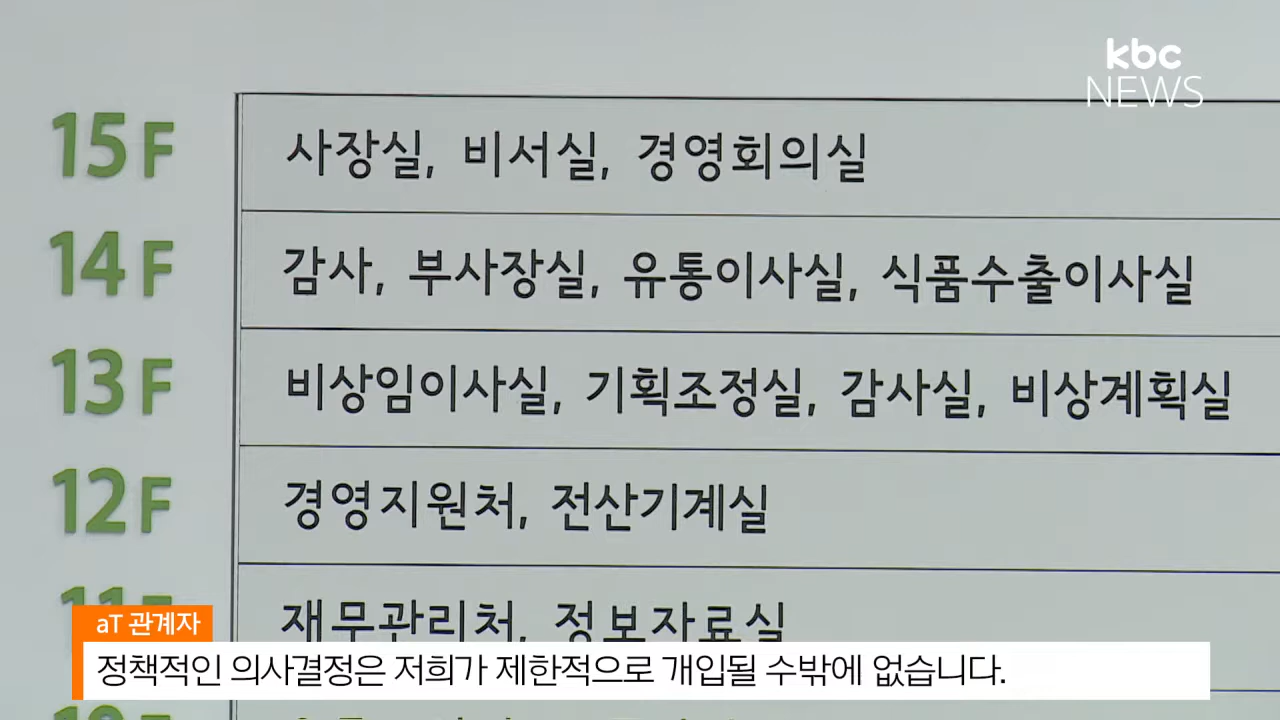 kbc
NEWS
15F 사장실, 비서실, 경영회의실
14F 감사, 부사장실, 유통이사실, 식품수출이사실
13F 비상임이사실, 기획조정실, 감사실, 비상계획실
12F 경영지원처, 전산기계실
11F 재무관리처, 정보자료실
aT 관계자
정책적인 의사결정은 저희가 제한적으로 개입될 수밖에 없습니다.